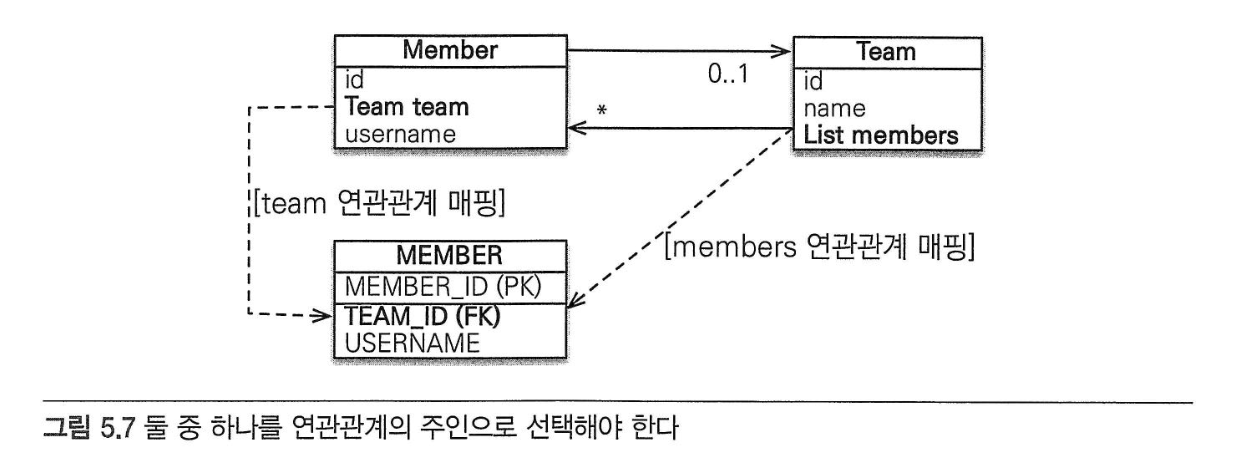 Member
id
Team team
username
0..1
*
Team
id
name
List members
[team 연관관계 매핑]
[members 연관관계 매핑]
MEMBER
MEMBER_ID (PK)
TEAM_ID (FK)
USERNAME
그림 5.7 둘 중 하나를 연관관계의 주인으로 선택해야 한다